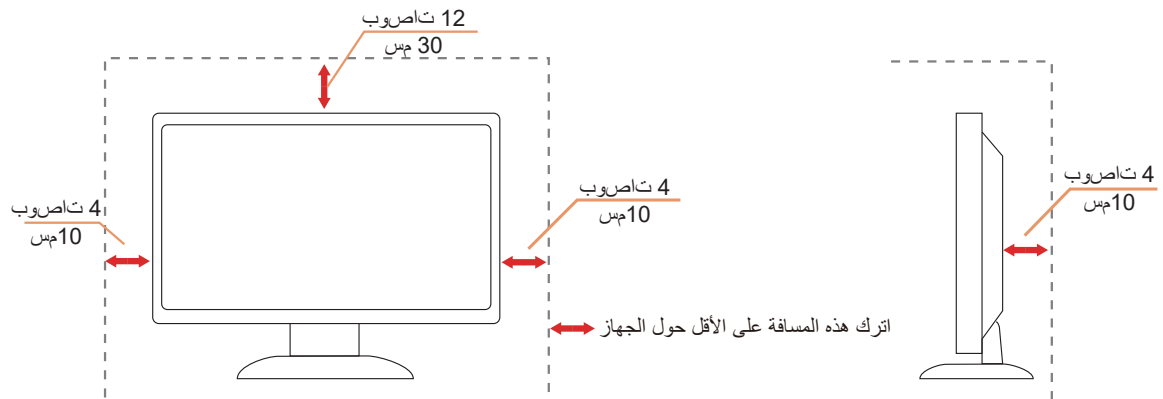 12 تاصوب
30 مس
4 تاصوب
10مس
4 تاصوب
10مس
4 تاصوب
10مس
اترك هذه المسافة على الأقل حول الجهاز